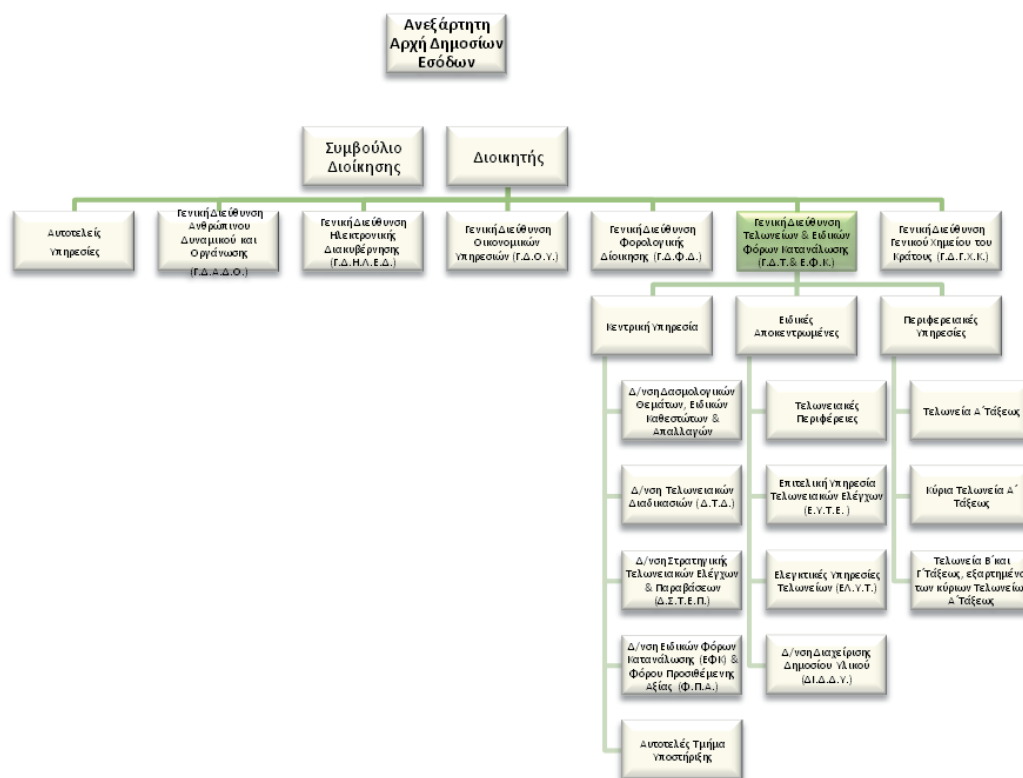 Ανεξάρτητη
Αρχή Δημοσίων
Εσόδων
Συμβούλιο
Διοίκησης
Διοικητής
Αυτοτελείς
Υπηρεσίες
Γενική Διεύθυνση
Ανθρώπινου
Δυναμικού και
Οργάνωσης
(Γ.Δ.Α.Δ.Ο.)
Γενική Διεύθυνση
Ηλεκτρονικής
Διακυβέρνησης
(Γ.Δ.Η.Λ.Ε.Δ.)
Γενική Διεύθυνση
Οικονομικών
Υπηρεσιών (Γ.Δ.Ο.Υ.)
Γενική Διεύθυνση
Φορολογικής
Δίοικησης (Γ.Δ.Φ.Δ.)
Γενική Διεύθυνση
Τελωνείων & Ειδικών
Φόρων Κατανάλωσης
(Γ.Δ.Τ.& Ε.Φ.Κ.)
Γενική Διεύθυνση
Γενικού Χημείου του
Κράτους (Γ.Δ.Γ.Χ.Κ.)
Κεντρική Υπηρεσία
Ειδικές
Αποκεντρωμένες
Περιφερειακές
Υπηρεσίες
Δ/νση Δασμολογικών
Θεμάτων, Ειδικών
Καθεστώτων &
Απαλλαγών
Τελωνειακές
Περιφέρειες
Τελωνεία Α΄Τάξεως
Δ/νση Τελωνειακών
Διαδικασιών (Δ.Τ.Δ.)
Επιτελική Υπηρεσία
Τελωνειακών Ελέγχων
(Ε.Υ.Τ.Ε. )
Κύρια Τελωνεία Α΄
Τάξεως
Δ/νση Στρατηγικής
Τελωνειακών Ελέγχων
& Παραβάσεων
(Δ.Σ.Τ.Ε.Π.)
Ελεγκτικές Υπηρεσίες
Τελωνείων (ΕΛ.Υ.Τ.)
Τελωνεία Β΄και
Γ΄Τάξεως, εξαρτημένα
των κύριων Τελωνείων
Α΄Τάξεως
Δ/νση Ειδικών Φόρων
Κατανάλωσης (ΕΦΚ) &
Φόρου Προσιθέμενης
Αξίας (Φ.Π.Α.)
Δ/νση Διαχείρισης
Δημοσίου Υλικού
(ΔΙ.Δ.Δ.Υ.)
Αυτοτελές Τμήμα
Υποστήριξης